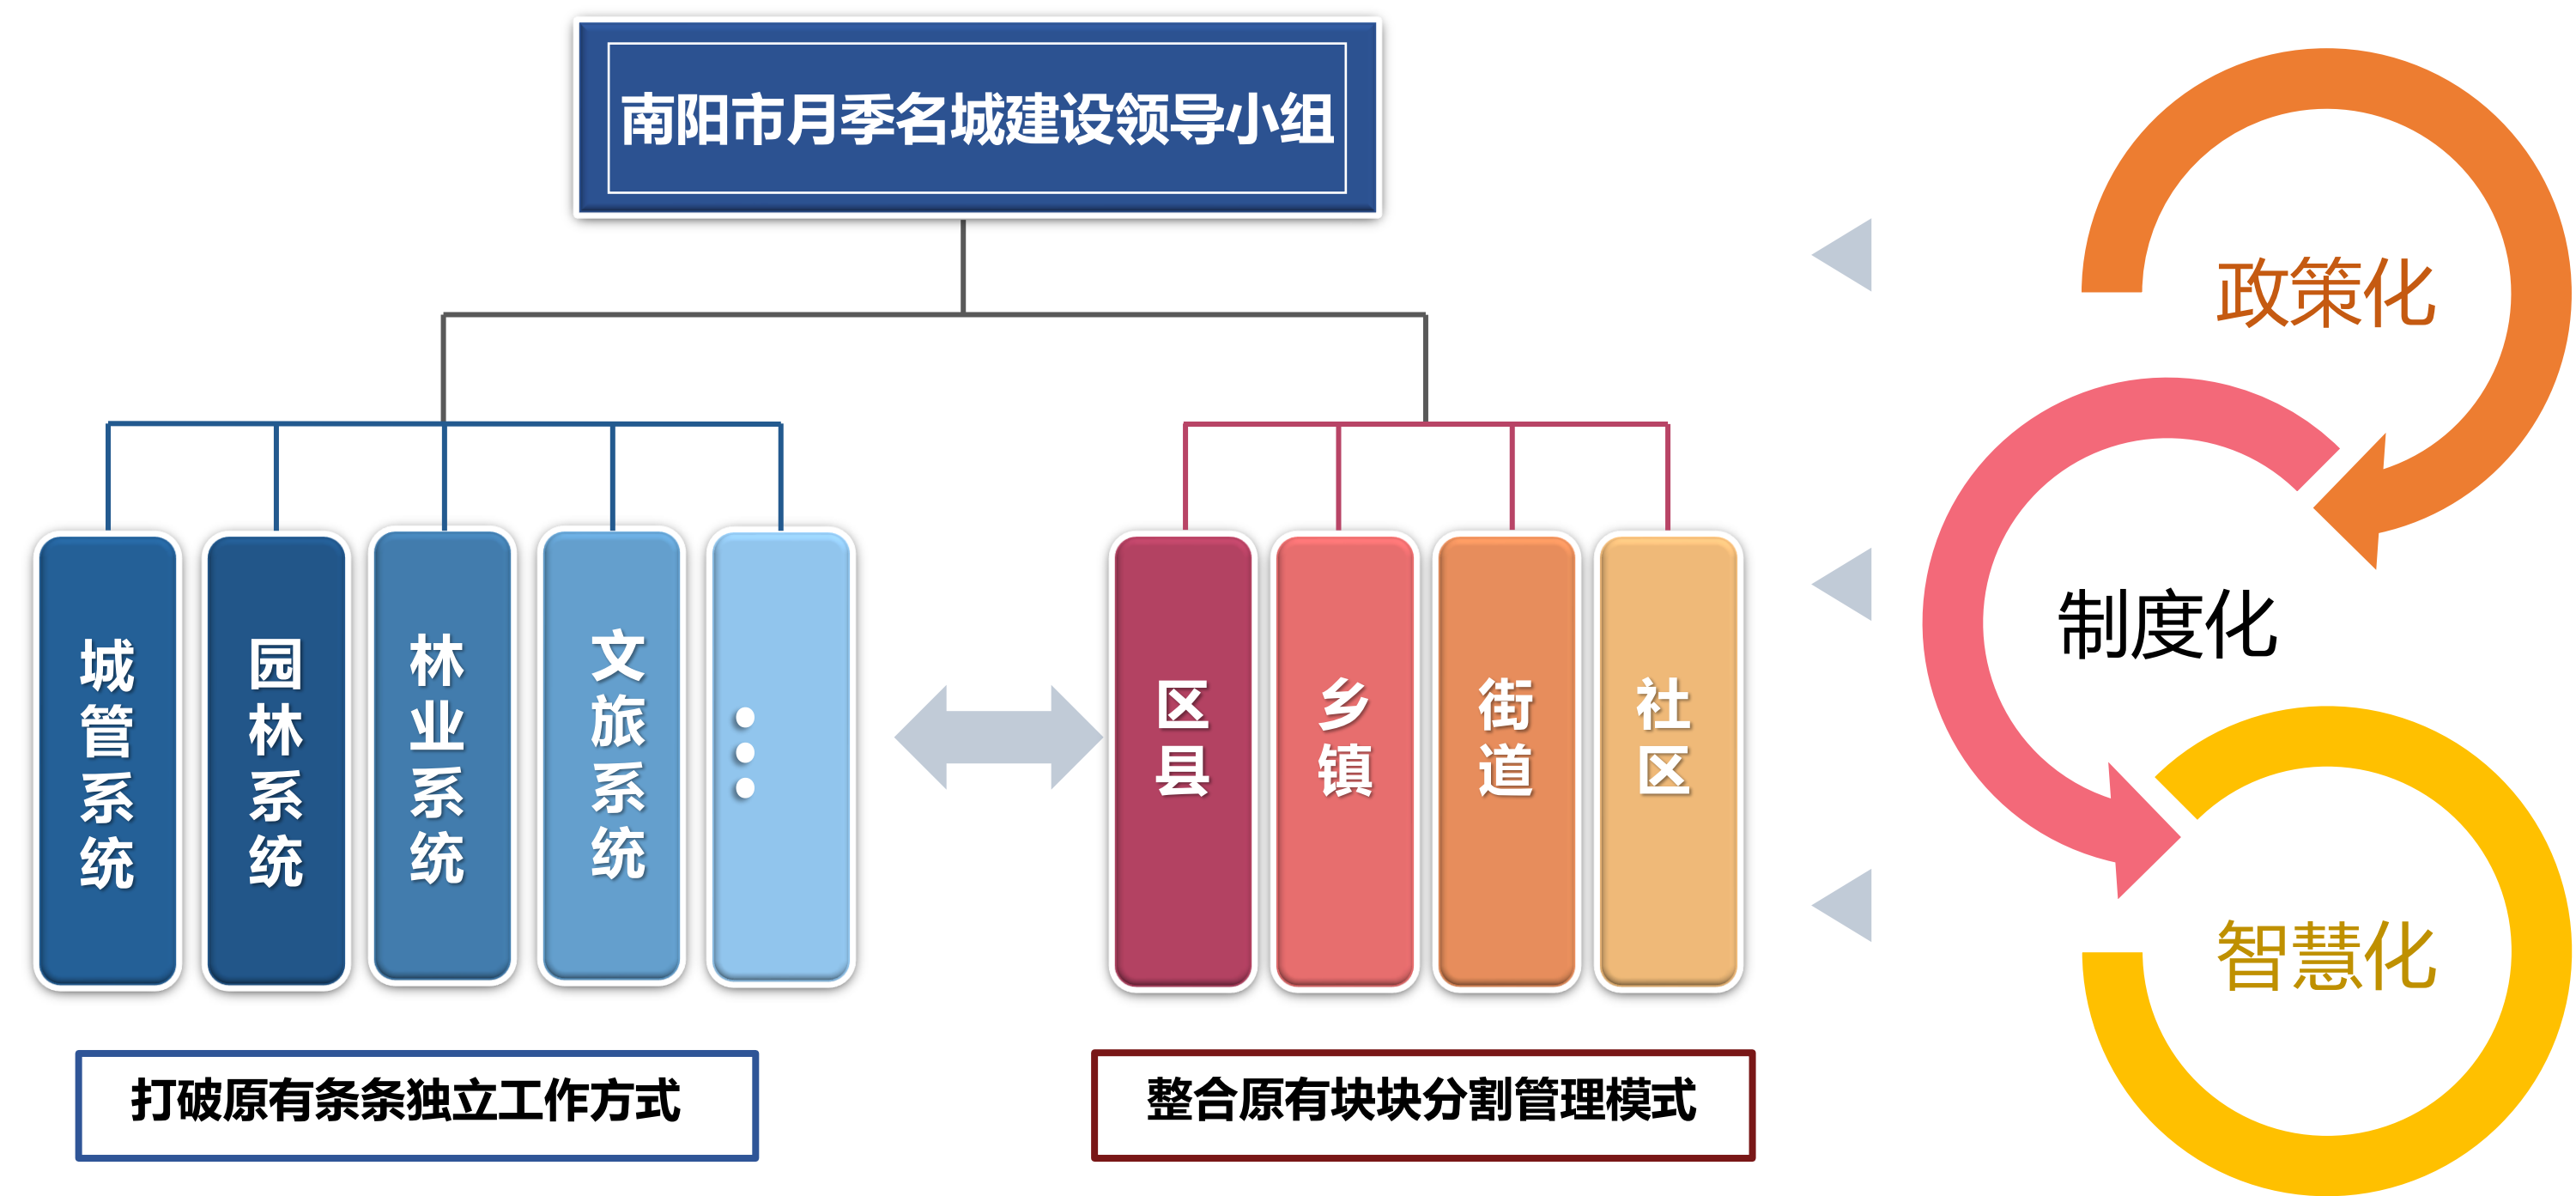 南阳市月季名城建设领导小组
城管系统
园林系统
林业系统
文旅系统
区县
乡镇
街道
社区
打破原有条条独立工作方式
整合原有块块分割管理模式
政策化
制度化
智慧化